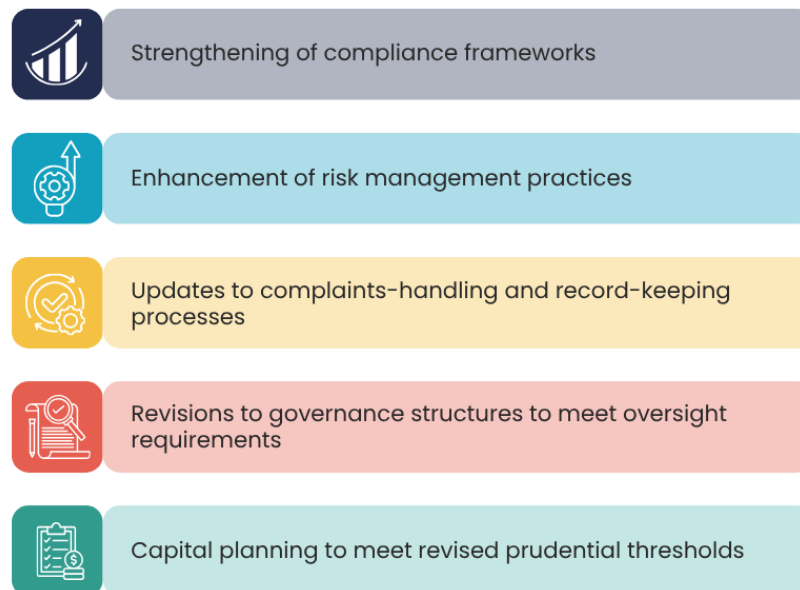 Strengthening of compliance frameworks
Enhancement of risk management practices
Updates to complaints-handling and record-keeping
processes
Revisions to governance structures to meet oversight
requirements
Capital planning to meet revised prudential thresholds